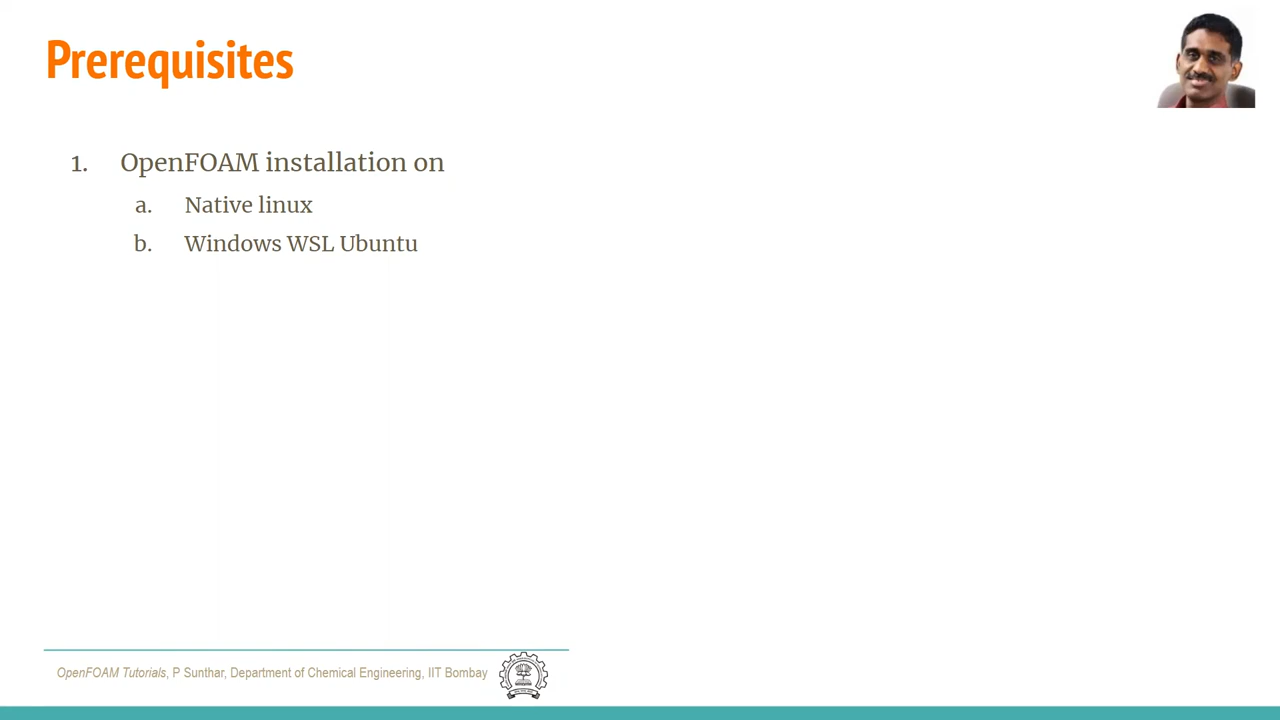 Prerequisites
1. OpenFOAM installation on
a. Native linux
b. Windows WSL Ubuntu
OpenFOAM Tutorials, P Sunthar, Department of Chemical Engineering, IIT Bombay